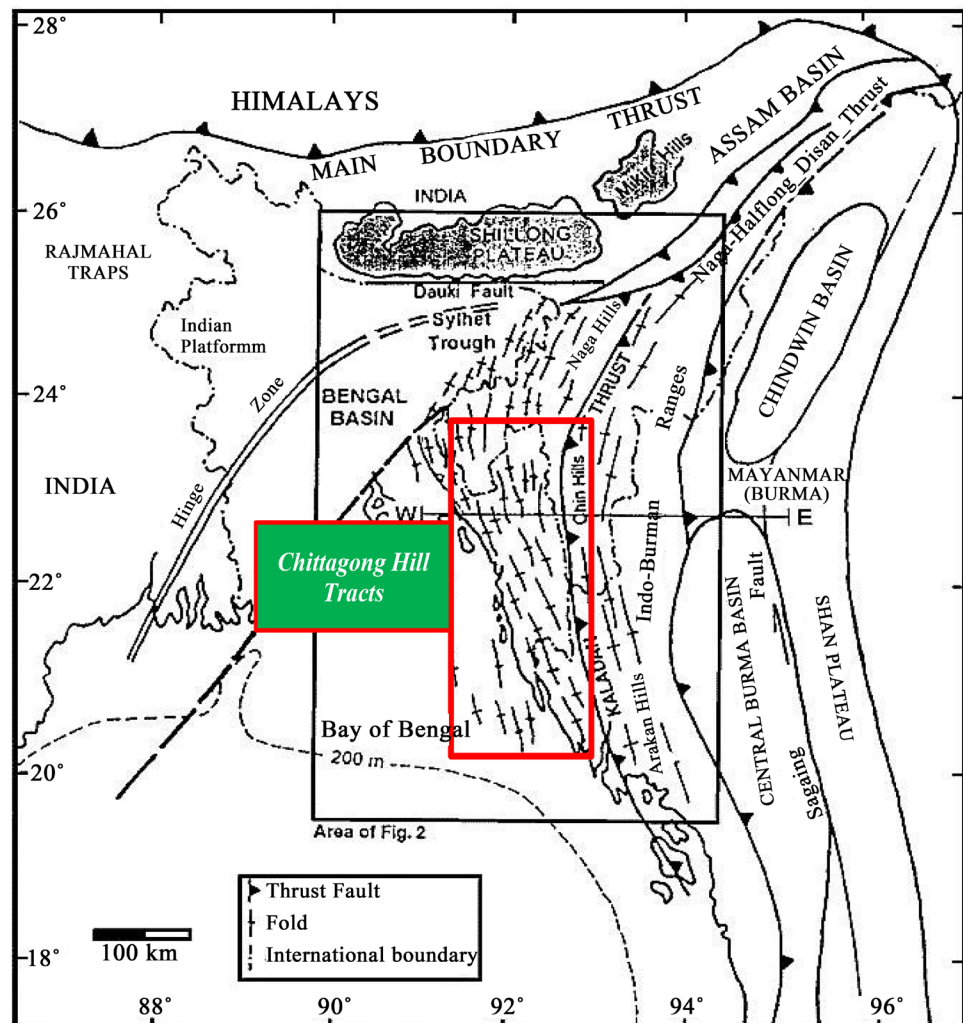 28°
HIMALAYS
MAIN BOUNDARY THRUST
ASSAM BASIN
Mikir Hills
Naga-Halflong_Disan_Thrust
26°
INDIA
RAJMAHAL
TRAPS
SHILLONG
PLATEAU
Dauki Fault
Sylhet
Trough
Indian
Platformm
Naga Hills
THRUST
Ranges
CHINDWIN BASIN
24°
Zone
BENGAL
BASIN
INDIA
Hinge
Chin Hills
MAYANMAR
(BURMA)
W
E
Chittagong Hill
Tracts
22°
Indo-Burman
Fault
CENTRAL BURMA BASIN
SHAN PLATEAU
KALADAN
Arakan Hills
Sagaing
Bay of Bengal
200 m
20°
Area of Fig. 2
Thrust Fault
Fold
International boundary
100 km
18°
88°
90°
92°
94°
96°